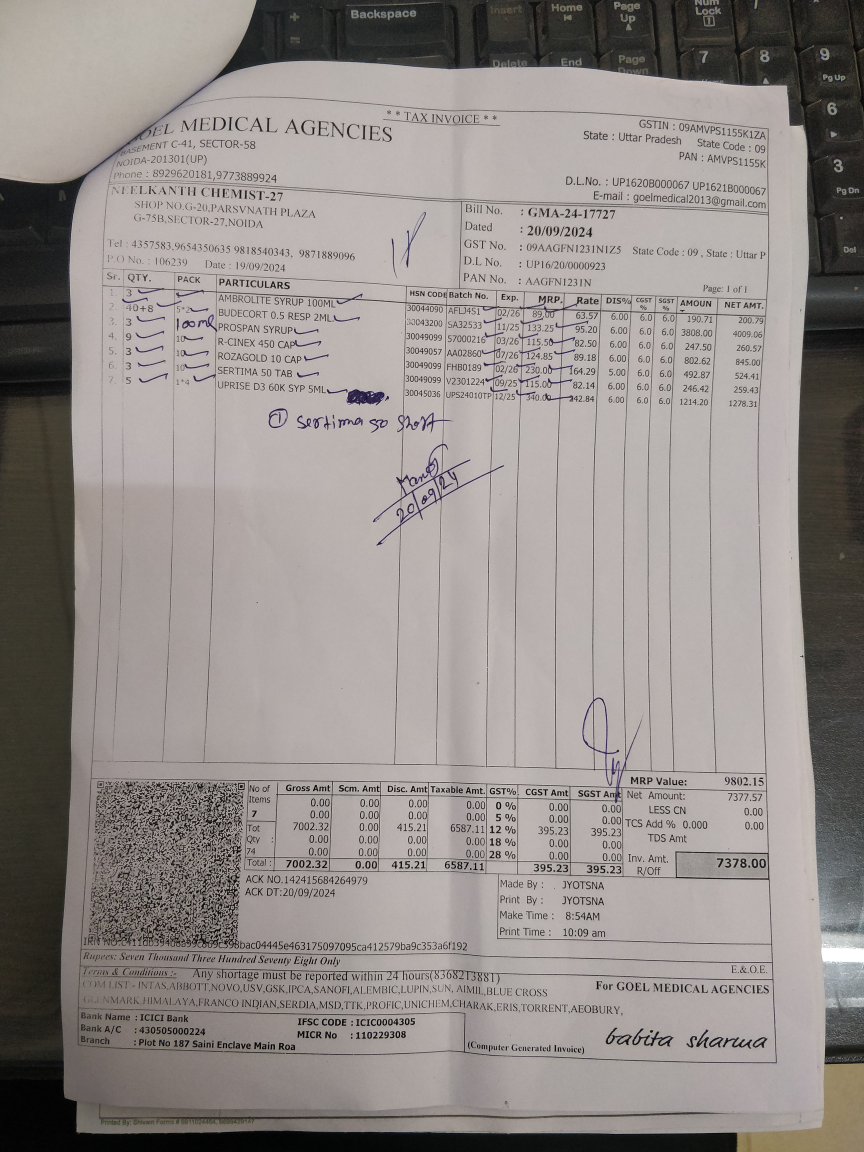 Backspace
Insert
Home
Page Up
Num Lock
7
8
9
Pg Up
Delete
End
Page Down
6
3
Pg Dn
Del
* * TAX INVOICE * *
GOEL MEDICAL AGENCIES
BASEMENT C-41, SECTOR-58
NOIDA-201301(UP)
Phone : 8929620181,9773889924
GSTIN : 09AMVPS1155K1ZA
State : Uttar Pradesh State Code : 09
PAN : AMVPS1155K
D.L.No. : UP1620B000067 UP1621B000067
E-mail : goelmedical2013@gmail.com
NEELKANTH CHEMIST-27
SHOP NO.G-20,PARSVNATH PLAZA
G-75B,SECTOR-27,NOIDA
Tel : 4357583,9654350635 9818540343, 9871889096
P.O No. : 106239 Date : 19/09/2024
Bill No. : GMA-24-17727
Dated : 20/09/2024
GST No. : 09AAGFN1231N1Z5 State Code : 09 , State : Uttar P
D.L No. : UP16/20/0000923
PAN No. : AAGFN1231N
Page: 1 of 1
Sr. QTY. PACK PARTICULARS HSN CODE Batch No. Exp. MRP. Rate DIS% CGST % SGST % AMOUN NET AMT.
1. 3 AMBROLITE SYRUP 100ML 30044090 AFLJ451 02/26 89.00 63.57 6.00 6.0 6.0 190.71 200.79
2. 40+8 5*2 BUDECORT 0.5 RESP 2ML 30043200 SA32533 11/25 133.25 95.20 6.00 6.0 6.0 3808.00 4009.06
3. 3 100ml PROSPAN SYRUP 30049099 57000216 03/26 115.50 82.50 6.00 6.0 6.0 247.50 260.57
4. 9 10 R-CINEX 450 CAP 30049057 AA02860 07/26 124.85 89.18 6.00 6.0 6.0 802.62 845.00
5. 3 10 ROZAGOLD 10 CAP 30049099 FHB0189 02/26 230.00 164.29 5.00 6.0 6.0 492.87 524.41
6. 3 10 SERTIMA 50 TAB 30049099 V2301224 09/25 115.00 82.14 6.00 6.0 6.0 246.42 259.43
7. 5 1*4 UPRISE D3 60K SYP 5ML 30045036 UPS24010TP 12/25 340.00 242.84 6.00 6.0 6.0 1214.20 1278.31
① Sertima 50 Short
20/09/24
MRP Value: 9802.15
No of Items 7
Tot Qty : 74
Gross Amt Scm. Amt Disc. Amt Taxable Amt. GST% CGST Amt SGST Amt
0.00 0.00 0.00 0.00 0 % 0.00 0.00
0.00 0.00 0.00 0.00 5 % 0.00 0.00
7002.32 0.00 415.21 6587.11 12 % 395.23 395.23
0.00 0.00 0.00 0.00 18 % 0.00 0.00
0.00 0.00 0.00 0.00 28 % 0.00 0.00
Total : 7002.32 0.00 415.21 6587.11 395.23 395.23
Net Amount: 7377.57
LESS CN 0.00
TCS Add % 0.000 0.00
TDS Amt
Inv. Amt. R/Off 7378.00
ACK NO.142415684264979
ACK DT:20/09/2024
Made By : JYOTSNA
Print By : JYOTSNA
Make Time : 8:54AM
Print Time : 10:09 am
Rupees: Seven Thousand Three Hundred Seventy Eight Only
E.& O.E.
Terms & Conditions :- Any shortage must be reported within 24 hours(8368213881)
COM LIST - INTAS,ABBOTT,NOVO,USV,GSK,IPCA,SANOFI,ALEMBIC,LUPIN,SUN, AIMIL,BLUE CROSS
GLENMARK,HIMALAYA,FRANCO INDIAN,SERDIA,MSD,TTK,PROFIC,UNICHEM,CHARAK,ERIS,TORRENT,AEOBURY,
For GOEL MEDICAL AGENCIES
Bank Name : ICICI Bank
Bank A/C : 430505000224
Branch : Plot No 187 Saini Enclave Main Roa
IFSC CODE : ICIC0004305
MICR No : 110229308
(Computer Generated Invoice)
babita sharma